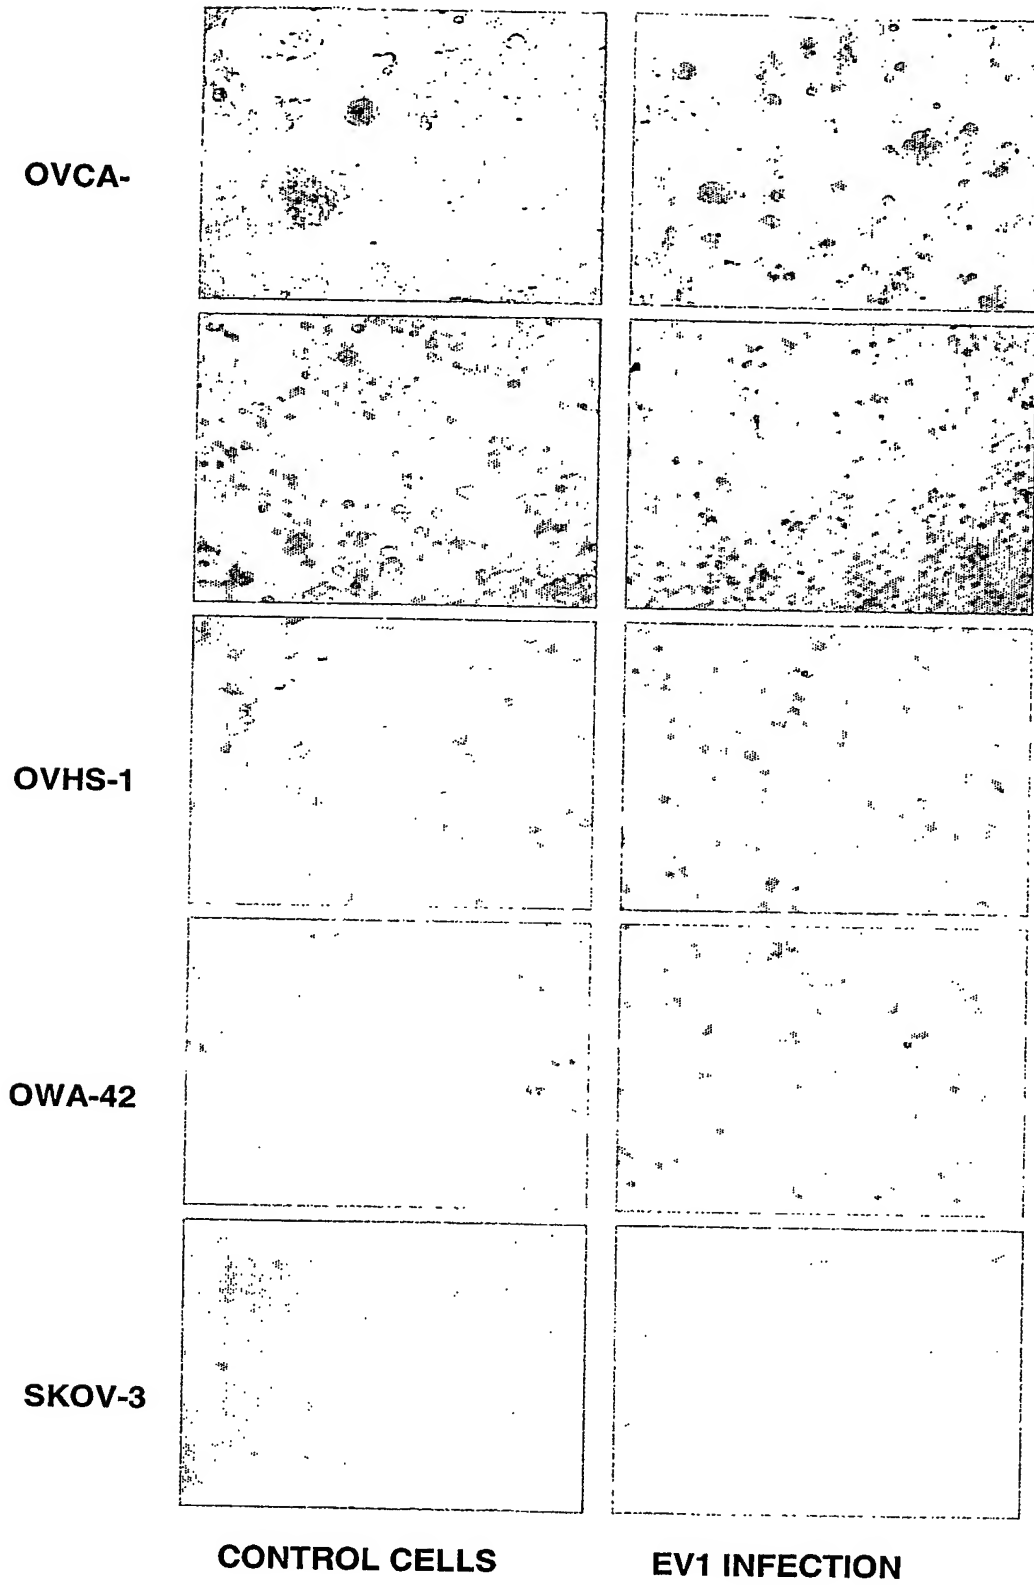 OVCA-
OVHS-1
OWA-42
SKOV-3
CONTROL CELLS
EV1 INFECTION